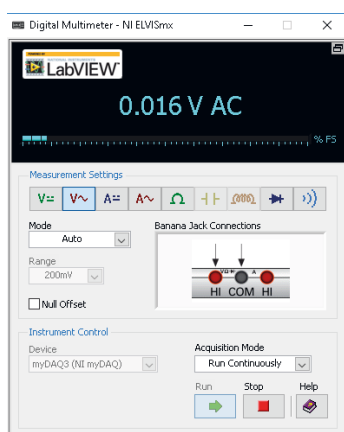 Digital Multimeter - NI ELVISmx
LabVIEW
0.016 V AC
% FS
Measurement Settings
V= V~ A= A~ Ω
Mode
Auto
Banana Jack Connections
Range
200mV
VΩ A
HI COM HI
Null Offset
Instrument Control
Device
myDAQ3 (NI myDAQ)
Acquisition Mode
Run Continuously
Run Stop Help